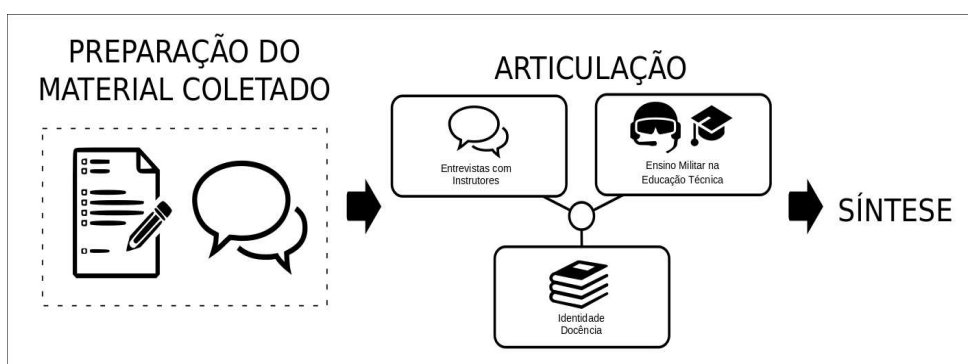 PREPARAÇÃO DO
MATERIAL COLETADO
ARTICULAÇÃO
Entrevistas com
Instrutores
Ensino Militar na
Educação Técnica
Identidade
Docência
SÍNTESE